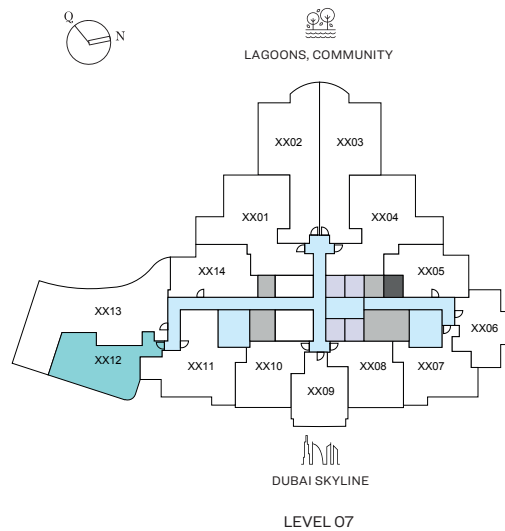 Q
N
LAGOONS, COMMUNITY
XX02 XX03
XX01 XX04
XX14 XX05
XX13 XX06
XX12 XX11 XX10 XX09 XX08 XX07
DUBAI SKYLINE
LEVEL 07